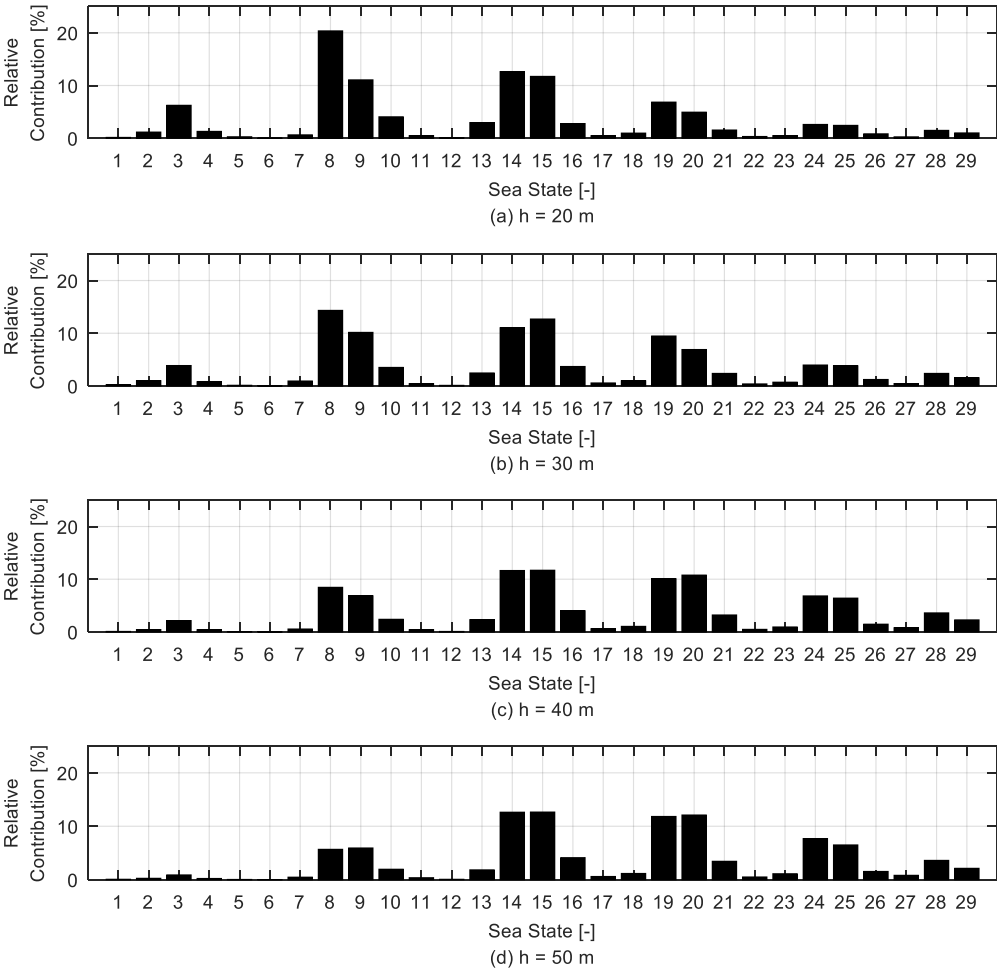 Relative
Contribution [%]
20
10
0
1 2 3 4 5 6 7 8 9 10 11 12 13 14 15 16 17 18 19 20 21 22 23 24 25 26 27 28 29
Sea State [-]
(a) h = 20 m
Relative
Contribution [%]
20
10
0
1 2 3 4 5 6 7 8 9 10 11 12 13 14 15 16 17 18 19 20 21 22 23 24 25 26 27 28 29
Sea State [-]
(b) h = 30 m
Relative
Contribution [%]
20
10
0
1 2 3 4 5 6 7 8 9 10 11 12 13 14 15 16 17 18 19 20 21 22 23 24 25 26 27 28 29
Sea State [-]
(c) h = 40 m
Relative
Contribution [%]
20
10
0
1 2 3 4 5 6 7 8 9 10 11 12 13 14 15 16 17 18 19 20 21 22 23 24 25 26 27 28 29
Sea State [-]
(d) h = 50 m